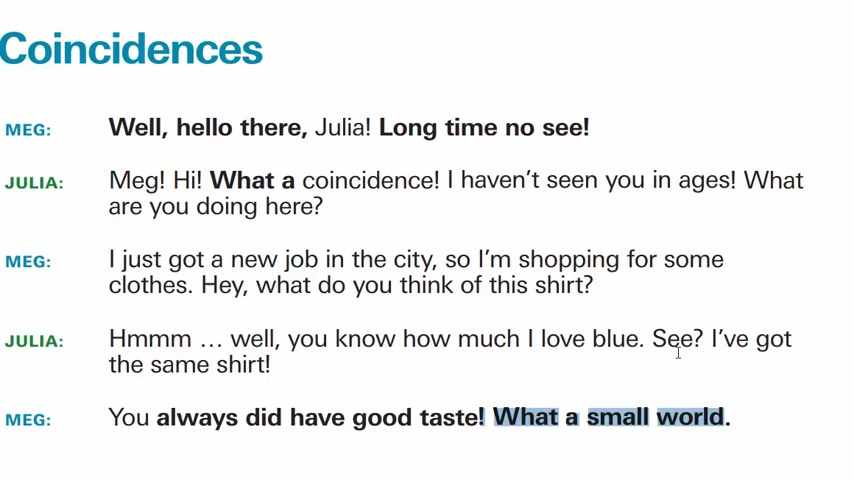 Coincidences
MEG: Well, hello there, Julia! Long time no see!
JULIA: Meg! Hi! What a coincidence! I haven't seen you in ages! What
are you doing here?
MEG: I just got a new job in the city, so I'm shopping for some
clothes. Hey, what do you think of this shirt?
JULIA: Hmmm … well, you know how much I love blue. See? I've got
the same shirt!
MEG: You always did have good taste! What a small world.